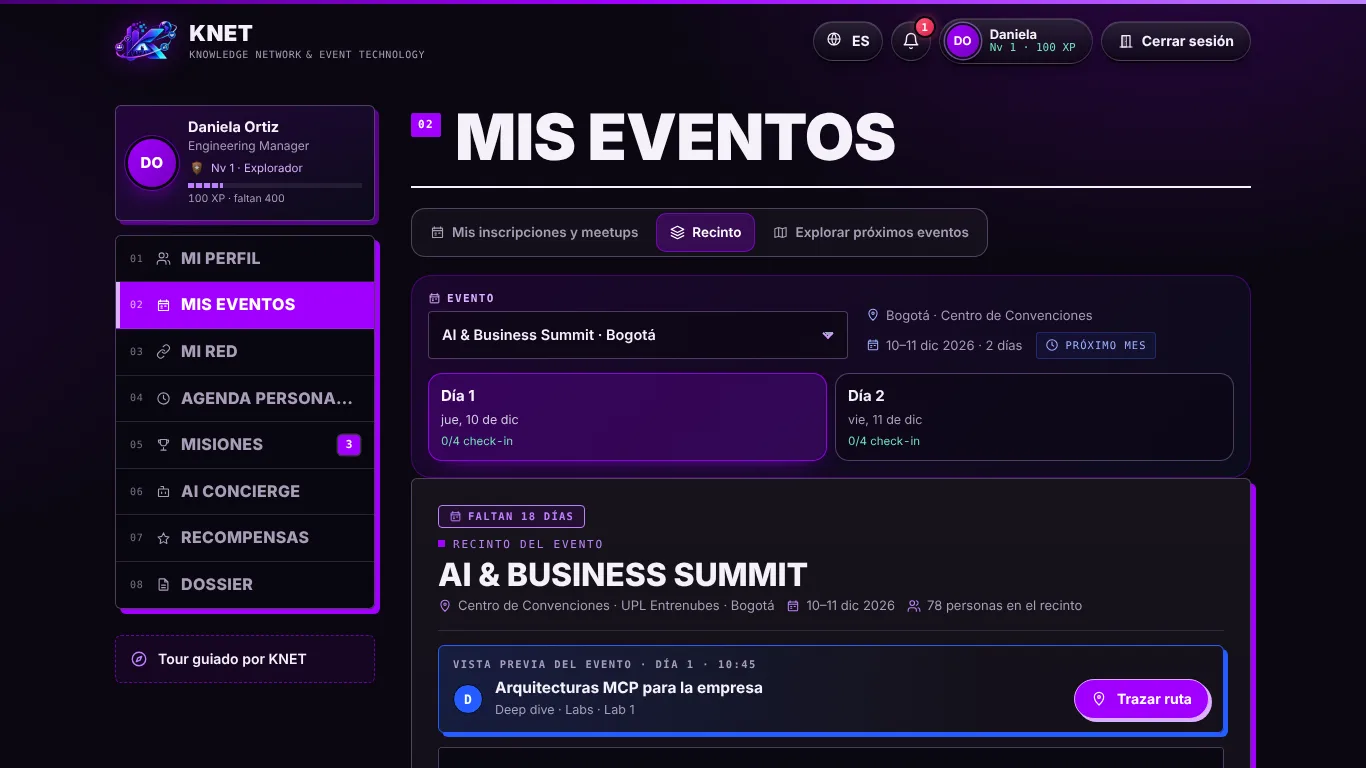 KNET
KNOWLEDGE NETWORK & EVENT TECHNOLOGY
ES
1
DO
Daniela
Nv 1 · 100 XP
Cerrar sesión
DO
Daniela Ortiz
Engineering Manager
Nv 1 · Explorador
100 XP · faltan 400
01 MI PERFIL
02 MIS EVENTOS
03 MI RED
04 AGENDA PERSONA...
05 MISIONES 3
06 AI CONCIERGE
07 RECOMPENSAS
08 DOSSIER
Tour guiado por KNET
02 MIS EVENTOS
Mis inscripciones y meetups
Recinto
Explorar próximos eventos
EVENTO
AI & Business Summit · Bogotá
Bogotá · Centro de Convenciones
10–11 dic 2026 · 2 días
PRÓXIMO MES
Día 1
jue, 10 de dic
0/4 check-in
Día 2
vie, 11 de dic
0/4 check-in
FALTAN 18 DÍAS
RECINTO DEL EVENTO
AI & BUSINESS SUMMIT
Centro de Convenciones · UPL Entrenubes · Bogotá 10–11 dic 2026 78 personas en el recinto
VISTA PREVIA DEL EVENTO · DÍA 1 · 10:45
D
Arquitecturas MCP para la empresa
Deep dive · Labs · Lab 1
Trazar ruta